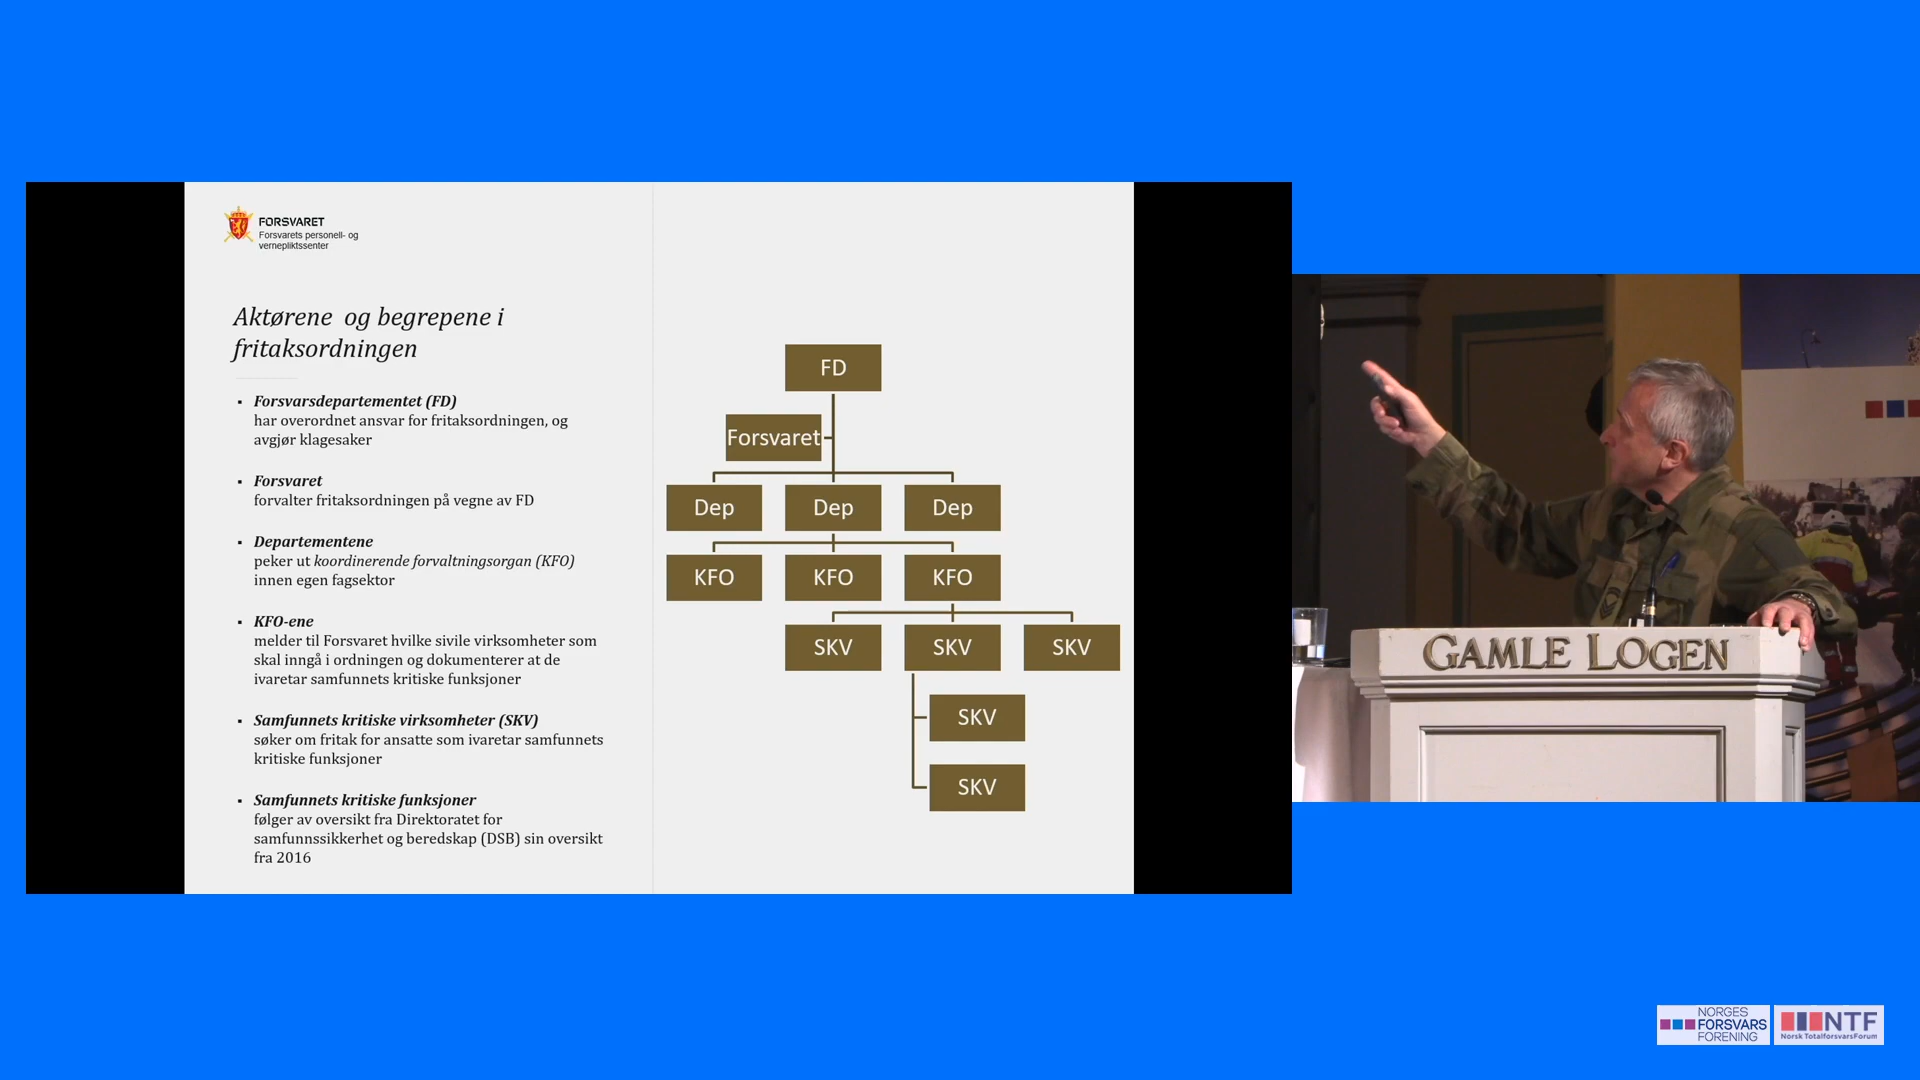 FORSVARET
Forsvarets personell- og
vernepliktssenter
Aktørene  og begrepene i
fritaksordningen
Forsvarsdepartementet (FD)
har overordnet ansvar for fritaksordningen, og
avgjør klagesaker
Forsvaret
forvalter fritaksordningen på vegne av FD
Departementene
peker ut koordinerende forvaltningsorgan (KFO)
innen egen fagsektor
KFO-ene
melder til Forsvaret hvilke sivile virksomheter som
skal inngå i ordningen og dokumenterer at de
ivaretar samfunnets kritiske funksjoner
Samfunnets kritiske virksomheter (SKV)
søker om fritak for ansatte som ivaretar samfunnets
kritiske funksjoner
Samfunnets kritiske funksjoner
følger av oversikt fra Direktoratet for
samfunnssikkerhet og beredskap (DSB) sin oversikt
fra 2016
FD
Forsvaret
Dep Dep Dep
KFO KFO KFO
SKV SKV SKV
SKV
SKV
GAMLE LOGEN
NORGES
FORSVARS
FORENING
NTF
Norsk TotalforsvarsForum